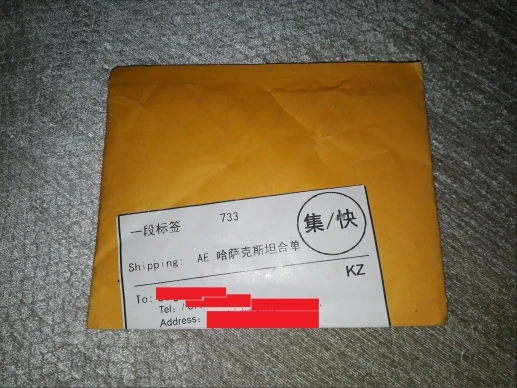 一段标签 733
集/快
Shipping: AE 哈萨克斯坦合单
KZ
To:
Tel:
Address: